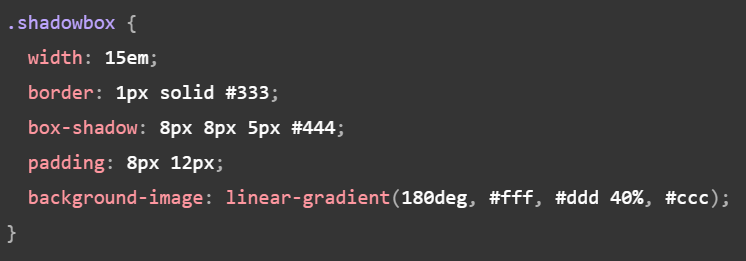 .shadowbox {
  width: 15em;
  border: 1px solid #333;
  box-shadow: 8px 8px 5px #444;
  padding: 8px 12px;
  background-image: linear-gradient(180deg, #fff, #ddd 40%, #ccc);
}